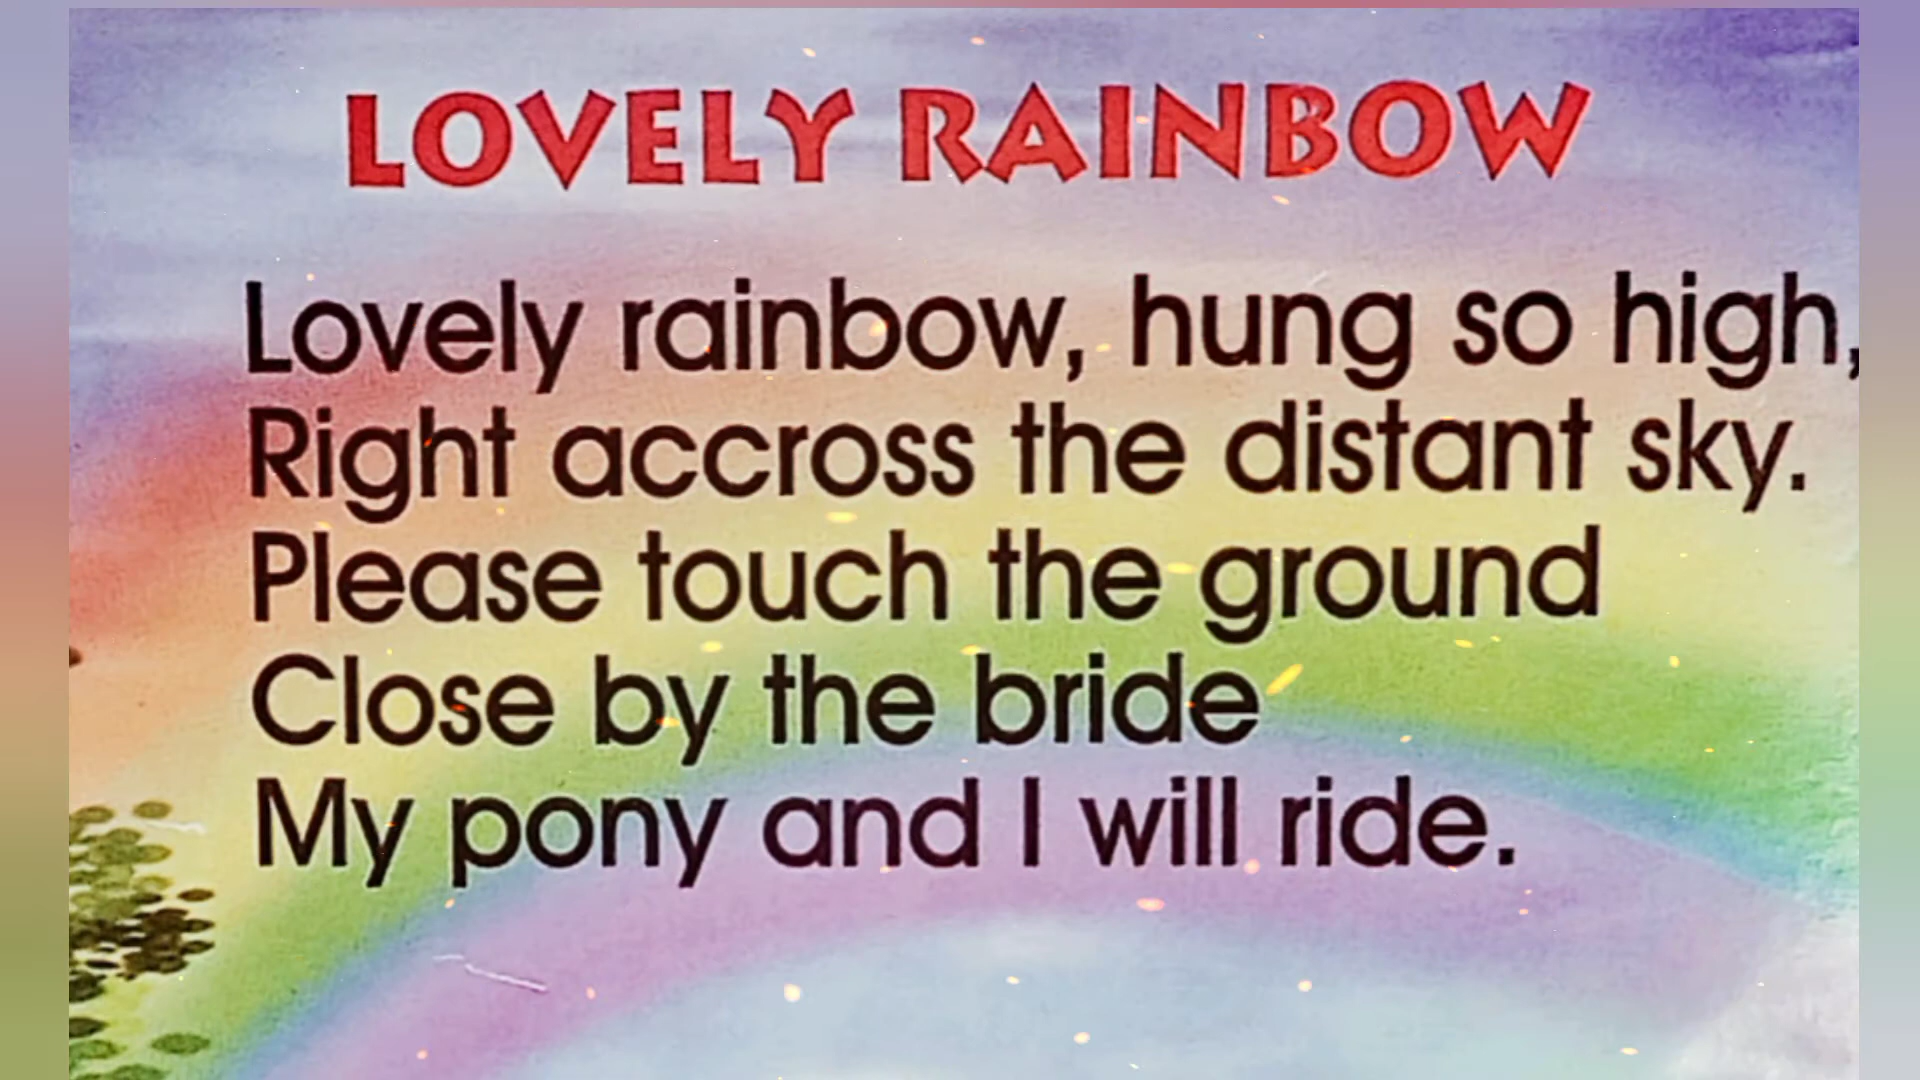 LOVELY RAINBOW
Lovely rainbow, hung so high,
Right accross the distant sky.
Please touch the ground
Close by the bride
My pony and I will ride.